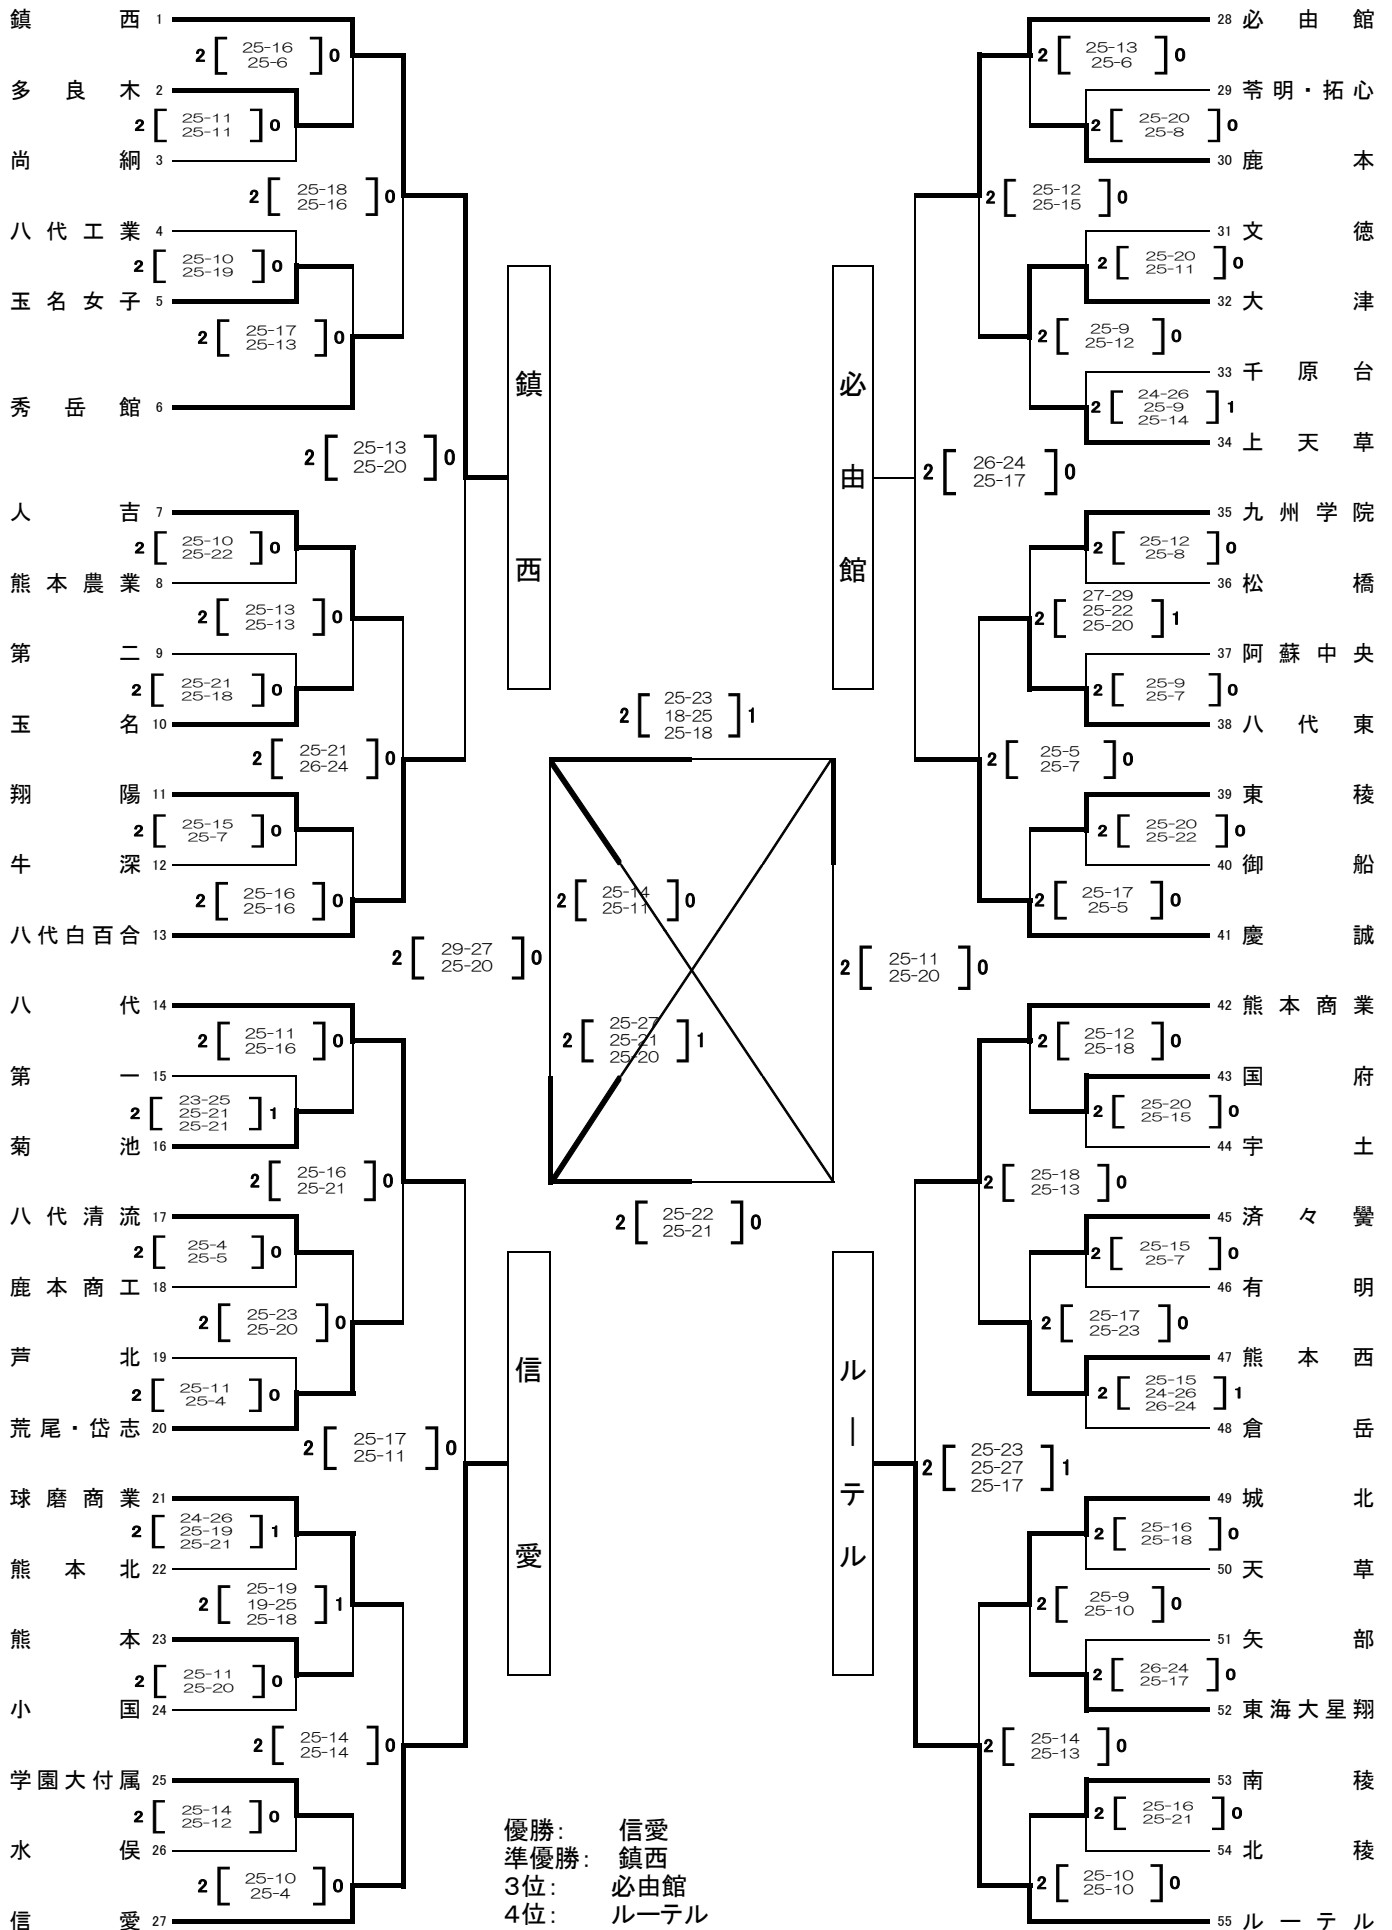 鎮西 1
2 [ 25-16 ] 0
25-6
多良木 2
2 [ 25-11 ] 0
25-11
尚絅 3
2 [ 25-18 ] 0
25-16
八代工業 4
2 [ 25-10 ] 0
25-19
玉名女子 5
2 [ 25-17 ] 0
25-13
秀岳館 6
2 [ 25-13 ] 0
25-20
人吉 7
2 [ 25-10 ] 0
25-22
熊本農業 8
2 [ 25-13 ] 0
25-13
第二 9
2 [ 25-21 ] 0
25-18
玉名 10
2 [ 25-21 ] 0
26-24
翔陽 11
2 [ 25-15 ] 0
25-7
牛深 12
2 [ 25-16 ] 0
25-16
八代白百合 13
八代 14
2 [ 25-11 ] 0
25-16
第一 15
2 [ 23-25 ] 1
25-21
25-21
菊池 16
2 [ 25-16 ] 0
25-21
八代清流 17
2 [ 25-4 ] 0
25-5
鹿本商工 18
2 [ 25-23 ] 0
25-20
芦北 19
2 [ 25-11 ] 0
25-4
荒尾・岱志 20
2 [ 25-17 ] 0
25-11
球磨商業 21
2 [ 24-26 ] 1
25-19
25-21
熊本北 22
2 [ 25-19 ] 1
19-25
25-18
熊本 23
2 [ 25-11 ] 0
25-20
小国 24
2 [ 25-14 ] 0
25-14
学園大付属 25
2 [ 25-14 ] 0
25-12
水俣 26
2 [ 25-10 ] 0
25-4
信愛 27
鎮西
必由館
2 [ 25-23 ] 1
18-25
25-18
2 [ 25-14 ] 0
25-11
2 [ 29-27 ] 0
25-20
2 [ 25-11 ] 0
25-20
2 [ 25-27 ] 1
25-21
25-20
2 [ 25-22 ] 0
25-21
信愛
ルーテル
優勝: 信愛
準優勝: 鎮西
3位: 必由館
4位: ルーテル
28 必由館
2 [ 25-13 ] 0
25-6
29 苓明・拓心
2 [ 25-20 ] 0
25-8
30 鹿本
2 [ 25-12 ] 0
25-15
31 文徳
2 [ 25-20 ] 0
25-11
32 大津
2 [ 25-9 ] 0
25-12
33 千原台
2 [ 24-26 ] 1
25-9
25-14
34 上天草
2 [ 26-24 ] 0
25-17
35 九州学院
2 [ 25-12 ] 0
25-8
36 松橋
2 [ 27-29 ] 1
25-22
25-20
37 阿蘇中央
2 [ 25-9 ] 0
25-7
38 八代東
2 [ 25-5 ] 0
25-7
39 東稜
2 [ 25-20 ] 0
25-22
40 御船
2 [ 25-17 ] 0
25-5
41 慶誠
42 熊本商業
2 [ 25-12 ] 0
25-18
43 国府
2 [ 25-20 ] 0
25-15
44 宇土
2 [ 25-18 ] 0
25-13
45 済々黌
2 [ 25-15 ] 0
25-7
46 有明
2 [ 25-17 ] 0
25-23
47 熊本西
2 [ 25-15 ] 1
24-26
26-24
48 倉岳
2 [ 25-23 ] 1
25-27
25-17
49 城北
2 [ 25-16 ] 0
25-18
50 天草
2 [ 25-9 ] 0
25-10
51 矢部
2 [ 26-24 ] 0
25-17
52 東海大星翔
2 [ 25-14 ] 0
25-13
53 南稜
2 [ 25-16 ] 0
25-21
54 北稜
2 [ 25-10 ] 0
25-10
55 ルーテル